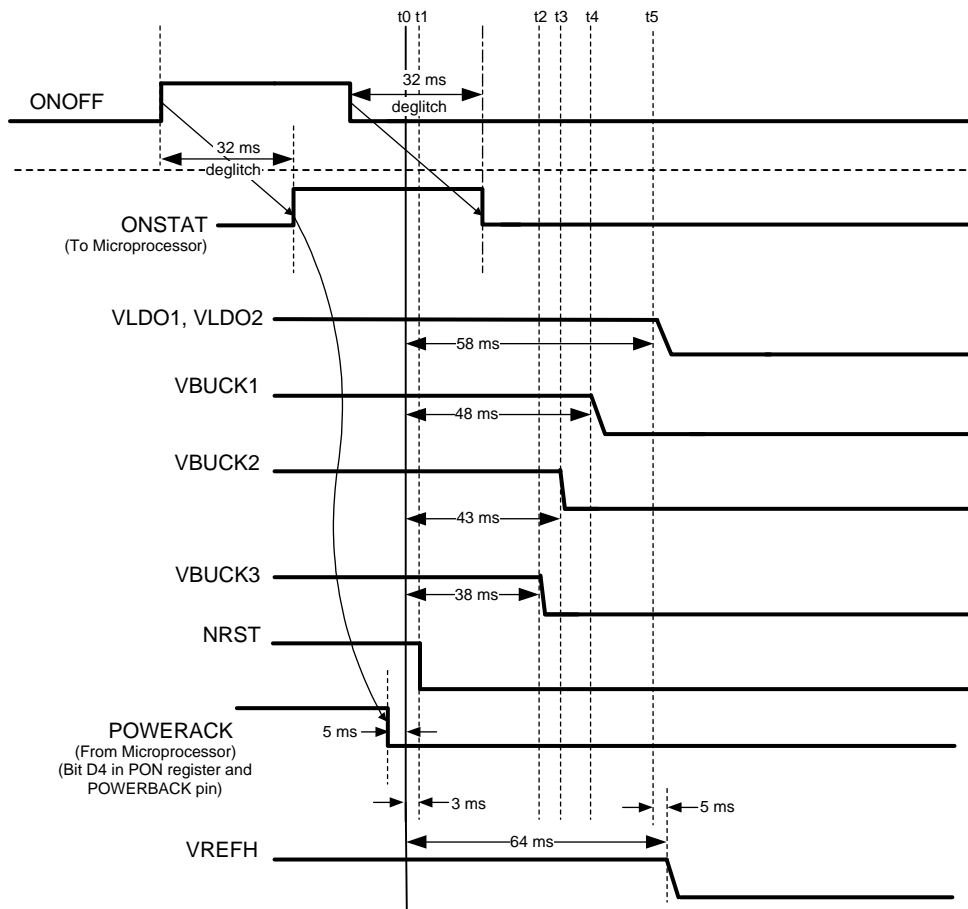 t0 t1 t2 t3 t4 t5
32 ms
deglitch
ONOFF
32 ms
deglitch
ONSTAT
(To Microprocessor)
VLDO1, VLDO2
58 ms
VBUCK1
48 ms
VBUCK2
43 ms
VBUCK3
38 ms
NRST
POWERACK
5 ms
(From Microprocessor)
(Bit D4 in PON register and
POWERBACK pin)
3 ms
5 ms
64 ms
VREFH